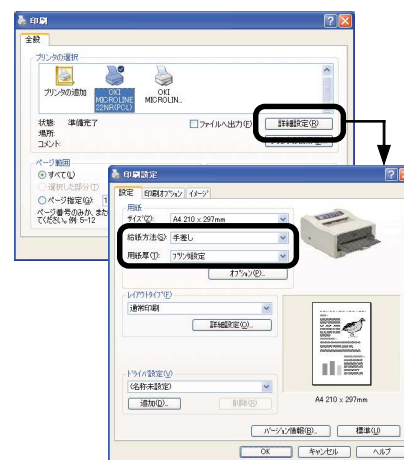 印刷
全般
プリンタの選択
プリンタの追加
OKI MICROLINE 22NR(PCL)
OKI MICROLIN...
状態: 準備完了
場所:
コメント:
ファイルへ出力(F)
詳細設定(R)
ページ範囲
すべて(L)
選択した部分(T)
ページ指定(G):
ページ番号のみか、また
てください。例: 5-12
印刷設定
設定
印刷オプション
イメージ
用紙
サイズ(Z):
A4 210 x 297mm
給紙方法(S):
手差し
用紙厚(T):
プリンタ設定
オプション(P)...
レイアウトタイプ(E)
通常印刷
詳細設定(O)...
ドライバ設定(V)
(名称未設定)
追加(D)...
削除(R)
A4 210 x 297mm
バージョン情報(B)...
標準(U)
OK
キャンセル
ヘルプ